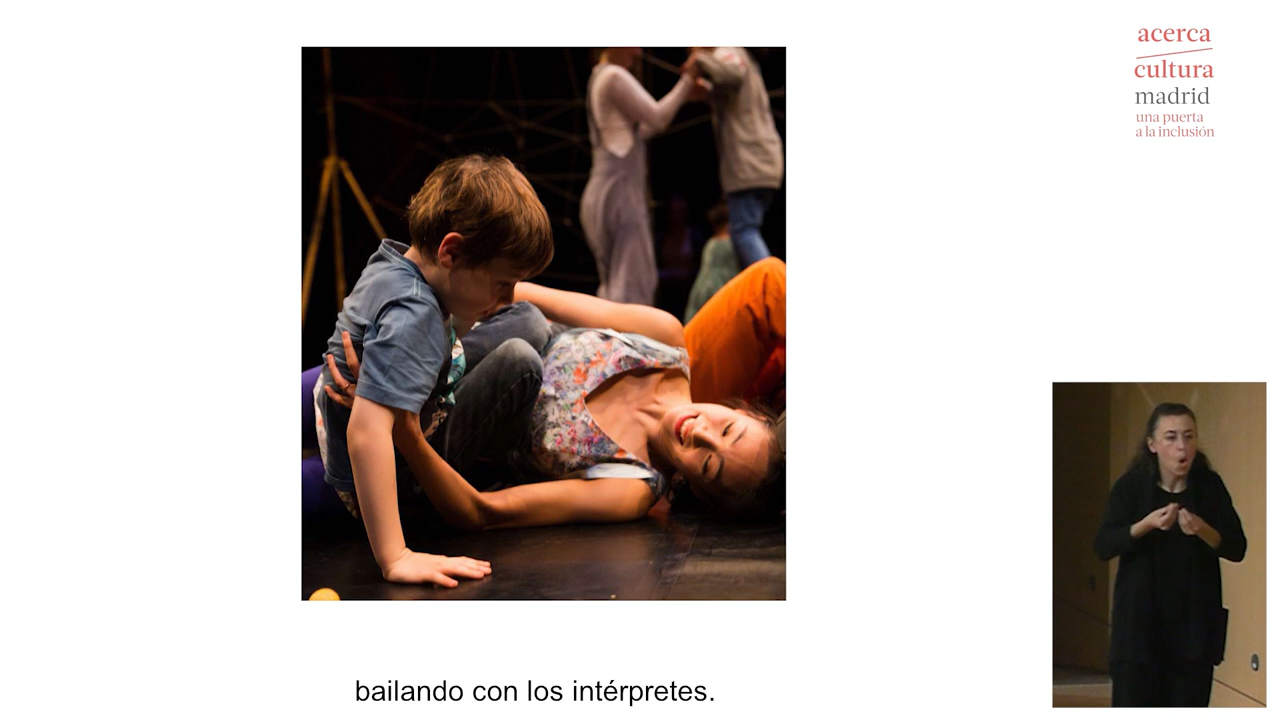 acerca
cultura
madrid
una puerta
a la inclusión
bailando con los intérpretes.